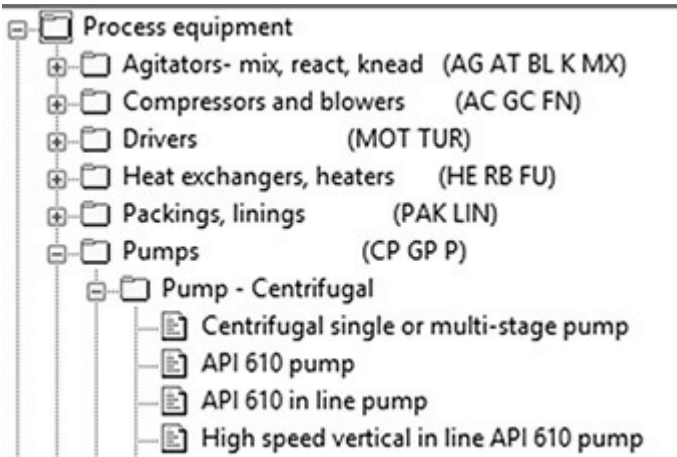 Process equipment
Agitators- mix, react, knead (AG AT BL K MX)
Compressors and blowers (AC GC FN)
Drivers (MOT TUR)
Heat exchangers, heaters (HE RB FU)
Packings, linings (PAK LIN)
Pumps (CP GP P)
Pump - Centrifugal
Centrifugal single or multi-stage pump
API 610 pump
API 610 in line pump
High speed vertical in line API 610 pump